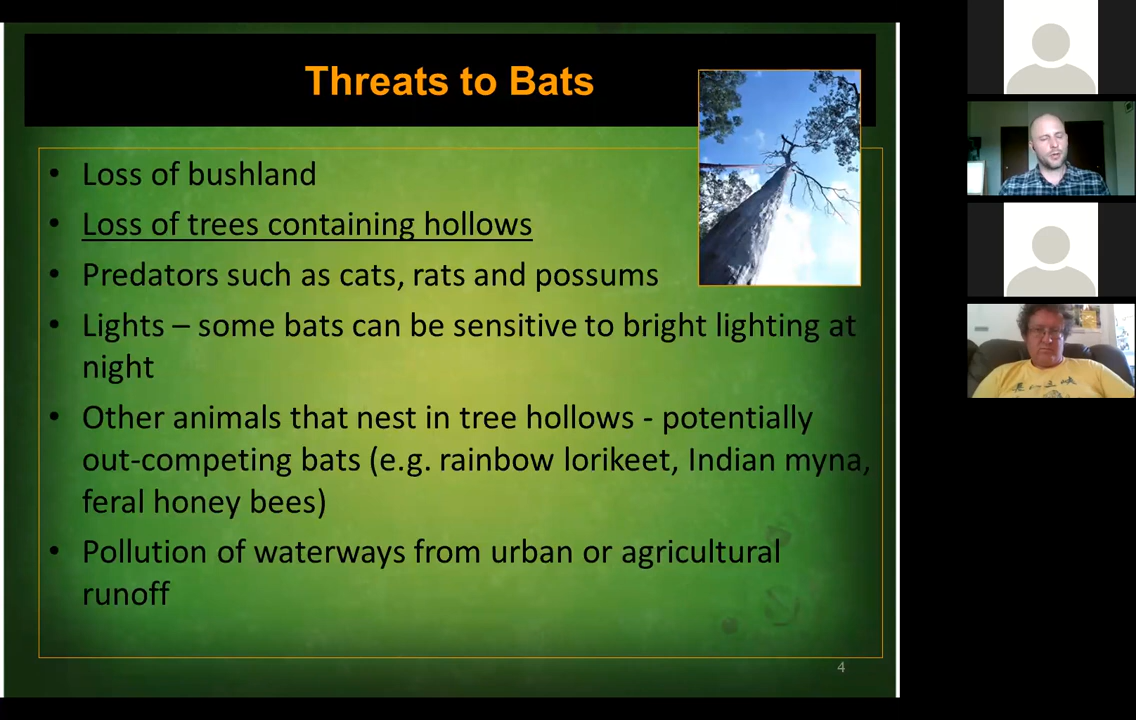 Threats to Bats
• Loss of bushland
• Loss of trees containing hollows
• Predators such as cats, rats and possums
• Lights – some bats can be sensitive to bright lighting at
night
• Other animals that nest in tree hollows - potentially
out-competing bats (e.g. rainbow lorikeet, Indian myna,
feral honey bees)
• Pollution of waterways from urban or agricultural
runoff
4